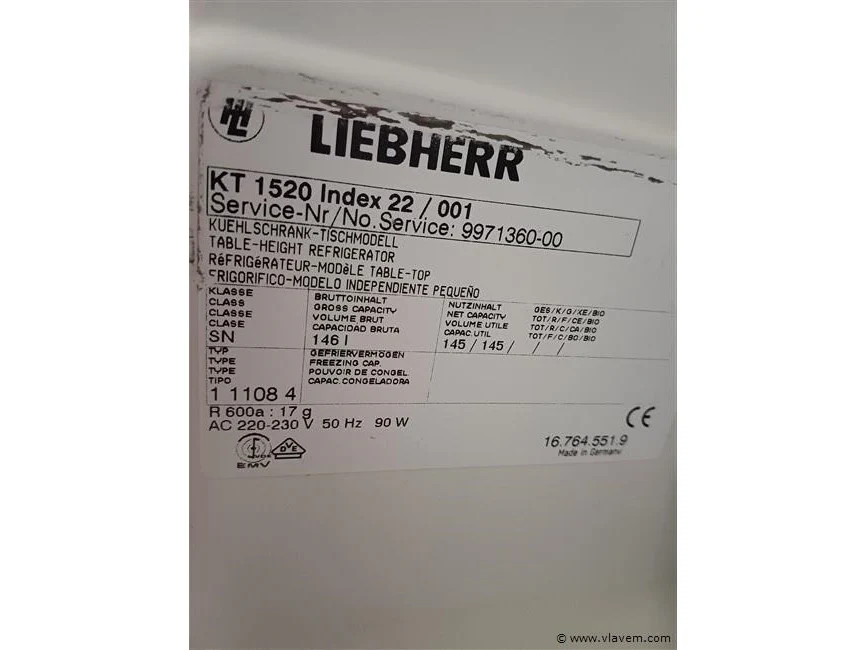 HL
LIEBHERR
KT 1520 Index 22 / 001
Service-Nr/No.Service: 9971360-00
KUEHLSCHRANK-TISCHMODELL
TABLE-HEIGHT REFRIGERATOR
RéFRIGéRATEUR-MODèLE TABLE-TOP
FRIGORIFICO-MODELO INDEPENDIENTE PEQUEÑO
KLASSE
CLASS
CLASSE
CLASE
SN
BRUTTOINHALT
GROSS CAPACITY
VOLUME BRUT
CAPACIDAD BRUTA
146 l
NUTZINHALT
NET CAPACITY
VOLUME UTILE
CAPAC.UTIL
145 / 145 / / /
GES/K/G/KE/BIO
TOT/R/F/CE/BIO
TOT/R/C/CA/BIO
TOT/F/C/BO/BIO
TYP
TYPE
TYPE
TIPO
1 1108 4
GEFRIERVERMÖGEN
FREEZING CAP.
POUVOIR DE CONGEL.
CAPAC.CONGELADORA
R 600a : 17 g
AC 220-230 V 50 Hz 90 W
CE
EMV
16.764.551.9
Made in Germany
© www.vlavem.com